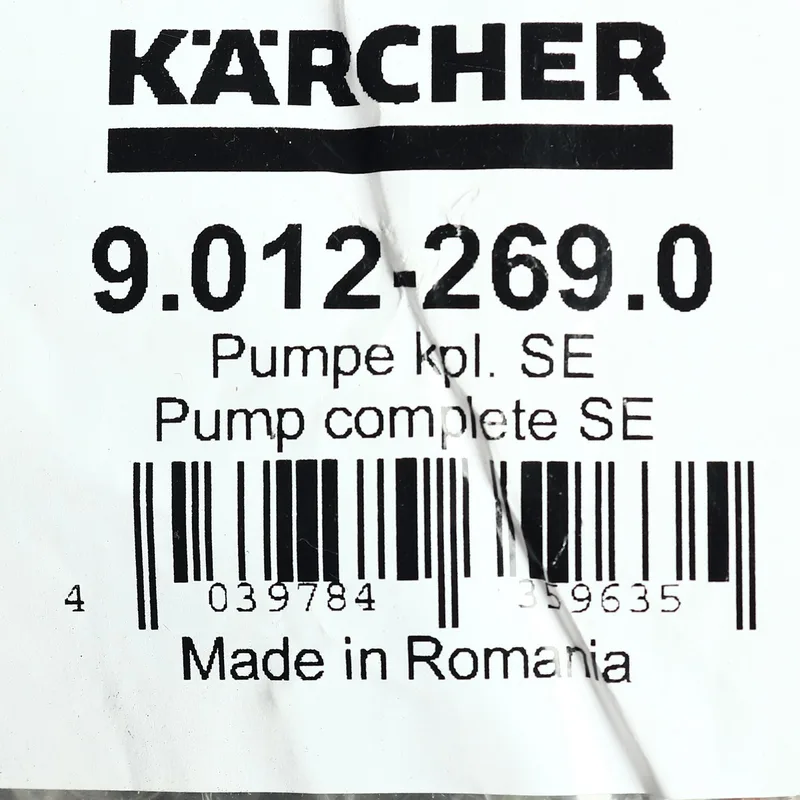 KÄRCHER
9.012-269.0
Pumpe kpl. SE
Pump complete SE
4 039784 359635
Made in Romania